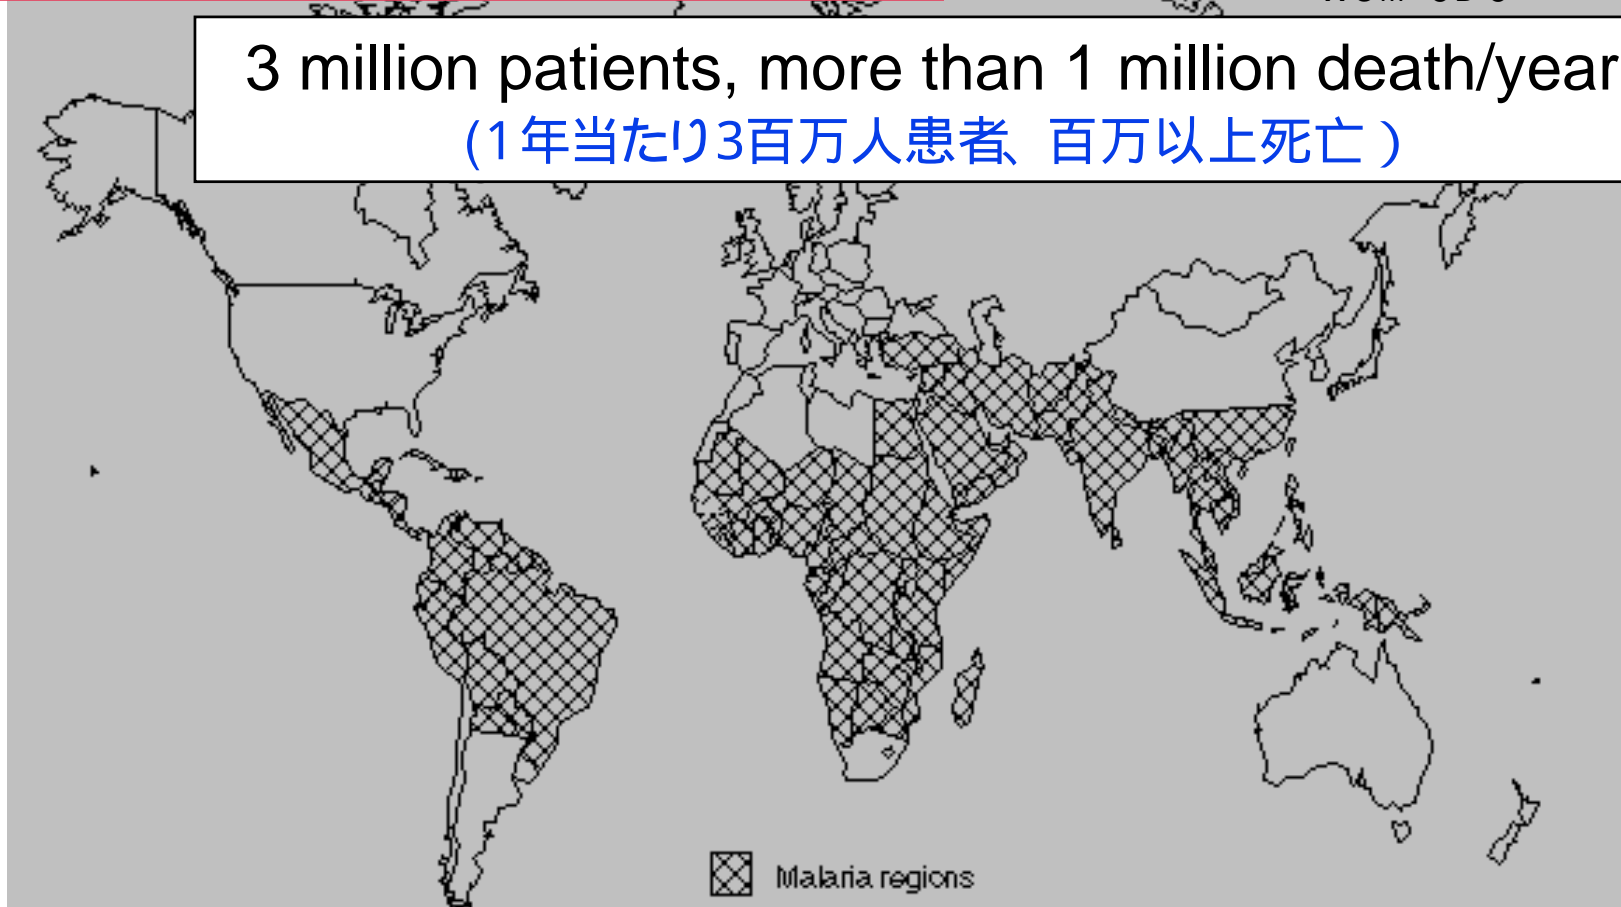 3 million patients, more than 1 million death/year
(1年当たり3百万人患者、百万以上死亡)
Malaria regions